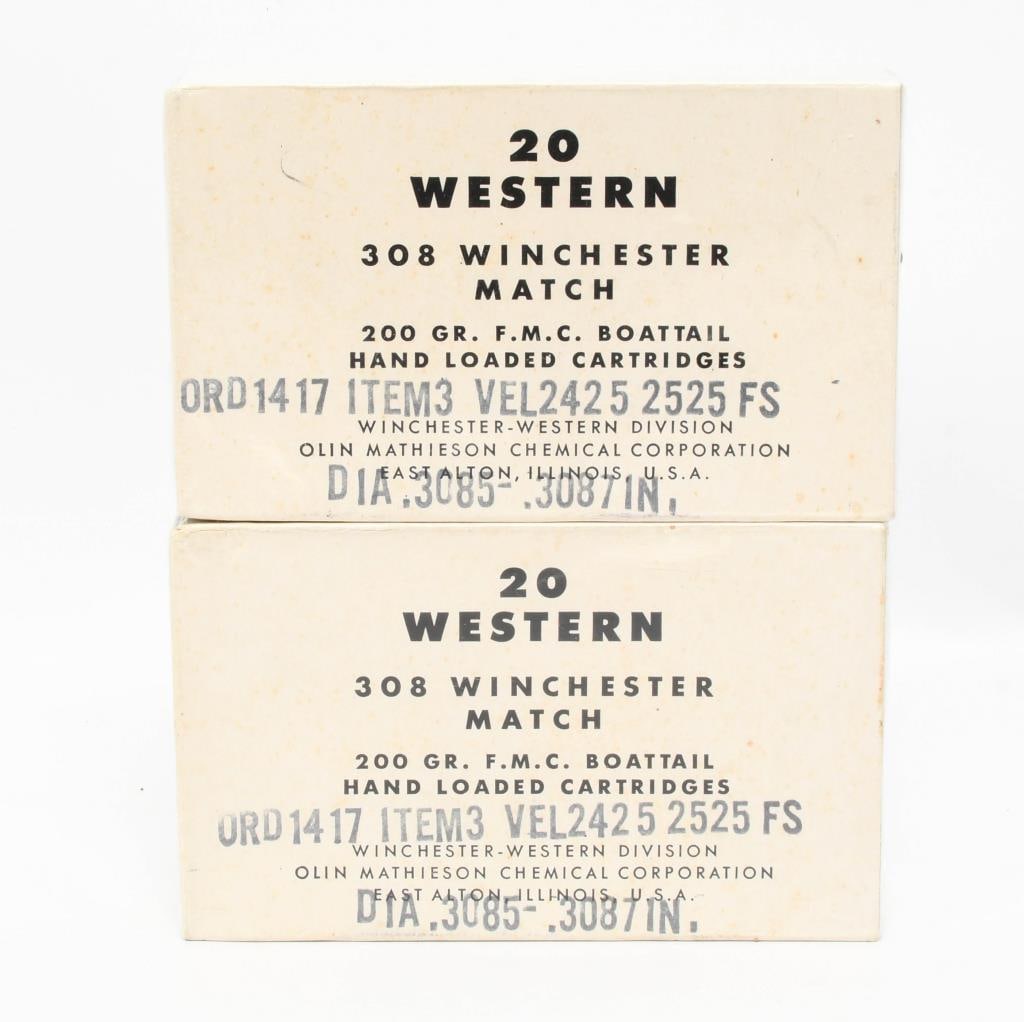 20
WESTERN
308 WINCHESTER
MATCH
200 GR. F.M.C. BOATTAIL
HAND LOADED CARTRIDGES
ORD1417 ITEM3 VEL2425 2525 FS
WINCHESTER-WESTERN DIVISION
OLIN MATHIESON CHEMICAL CORPORATION
EAST ALTON, ILLINOIS, U.S.A.
DIA .3085- .3087IN.
20
WESTERN
308 WINCHESTER
MATCH
200 GR. F.M.C. BOATTAIL
HAND LOADED CARTRIDGES
ORD1417 ITEM3 VEL2425 2525 FS
WINCHESTER-WESTERN DIVISION
OLIN MATHIESON CHEMICAL CORPORATION
EAST ALTON, ILLINOIS, U.S.A.
DIA .3085- .3087IN.